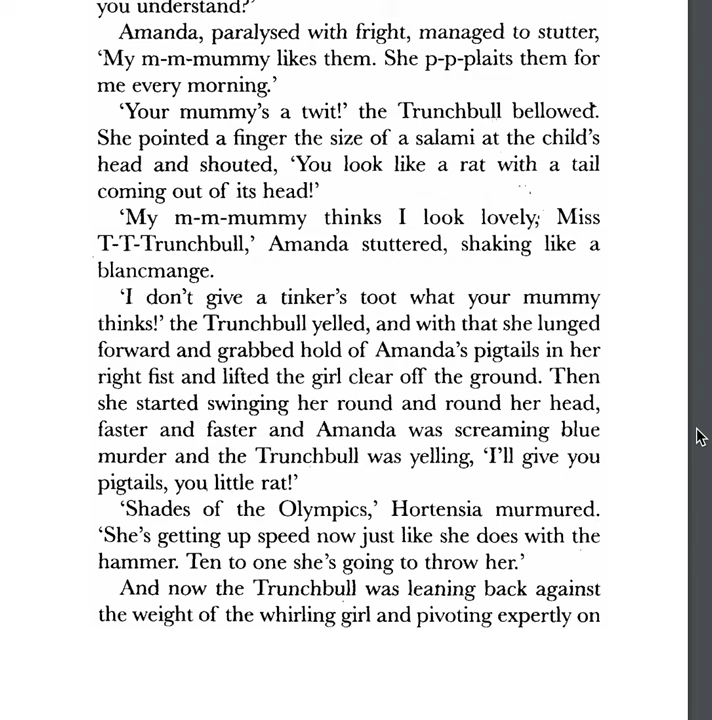 you understand?’
Amanda, paralysed with fright, managed to stutter,
‘My m-m-mummy likes them. She p-p-plaits them for
me every morning.’
‘Your mummy’s a twit!’ the Trunchbull bellowed.
She pointed a finger the size of a salami at the child’s
head and shouted, ‘You look like a rat with a tail
coming out of its head!’
‘My m-m-mummy thinks I look lovely, Miss
T-T-Trunchbull,’ Amanda stuttered, shaking like a
blancmange.
‘I don’t give a tinker’s toot what your mummy
thinks!’ the Trunchbull yelled, and with that she lunged
forward and grabbed hold of Amanda’s pigtails in her
right fist and lifted the girl clear off the ground. Then
she started swinging her round and round her head,
faster and faster and Amanda was screaming blue
murder and the Trunchbull was yelling, ‘I’ll give you
pigtails, you little rat!’
‘Shades of the Olympics,’ Hortensia murmured.
‘She’s getting up speed now just like she does with the
hammer. Ten to one she’s going to throw her.’
And now the Trunchbull was leaning back against
the weight of the whirling girl and pivoting expertly on